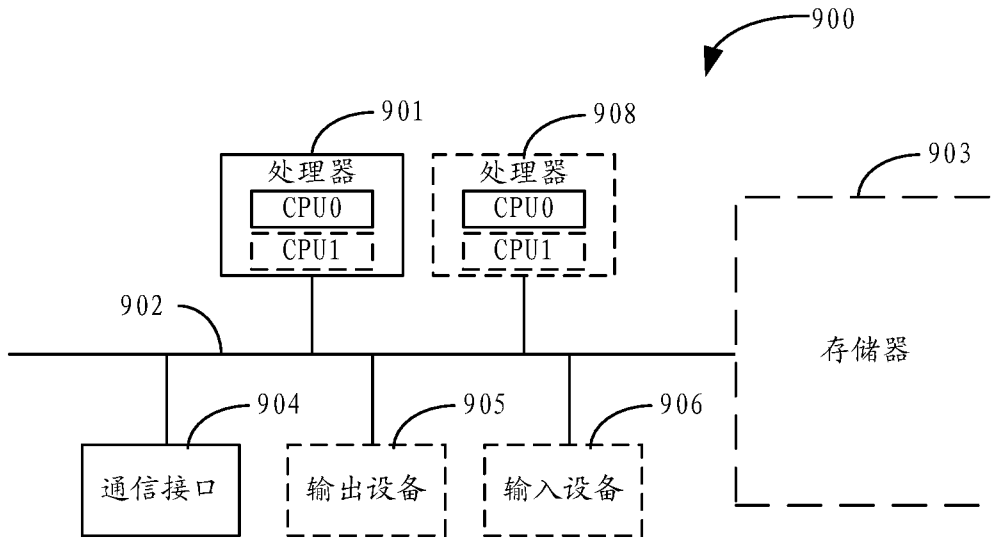 900
901
908
903
处理器
处理器
CPU0
CPU0
CPU1
CPU1
902
存储器
904
905
906
通信接口
输出设备
输入设备